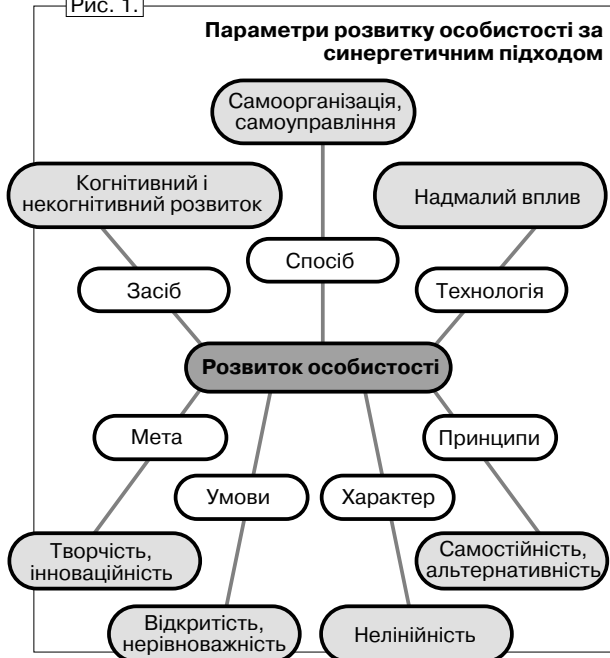 Рис. 1.
Параметри розвитку особистості за
синергетичним підходом
Самоорганізація,
самоуправління
Когнітивний і
некогнітивний розвиток
Надмалий вплив
Спосіб
Засіб
Технологія
Розвиток особистості
Мета
Принципи
Умови
Характер
Творчість,
інноваційність
Самостійність,
альтернативність
Відкритість,
нерівноважність
Нелінійність